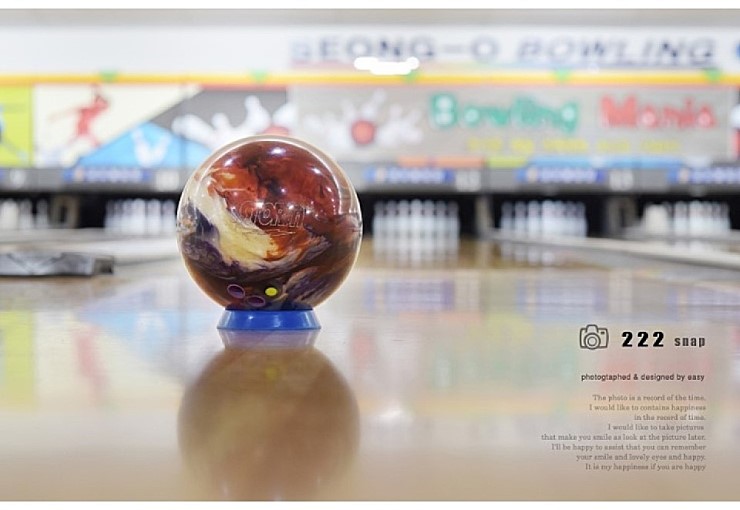 SEONG-O BOWLING
Bowling Mania
222 snap
photogtaphed & designed by easy
The photo is a record of the time.
I would like to contains happiness
in the record of time.
I would like to take pictures
that make you smile as look at the picture later.
I'll be happy to assist that you can remember
your smile and lovely eyes and happy.
It is my happiness if you are happy